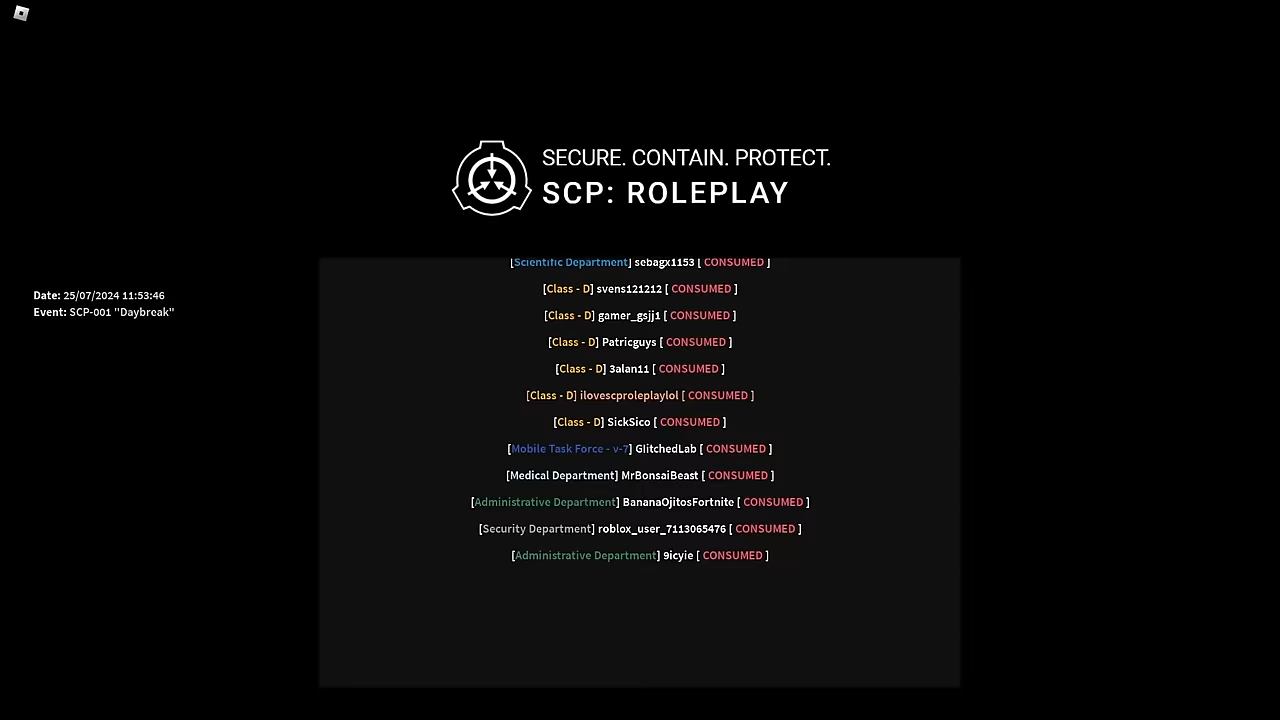 SECURE. CONTAIN. PROTECT.
SCP: ROLEPLAY
Date: 25/07/2024 11:53:46
Event: SCP-001 "Daybreak"
[Scientific Department] sebagx1153 [ CONSUMED ]
[Class - D] svens121212 [ CONSUMED ]
[Class - D] gamer_gsjj1 [ CONSUMED ]
[Class - D] Patricguys [ CONSUMED ]
[Class - D] 3alan11 [ CONSUMED ]
[Class - D] ilovescproleplaylol [ CONSUMED ]
[Class - D] SickSico [ CONSUMED ]
[Mobile Task Force - v-7] GlitchedLab [ CONSUMED ]
[Medical Department] MrBonsaiBeast [ CONSUMED ]
[Administrative Department] BananaOjitosFortnite [ CONSUMED ]
[Security Department] roblox_user_7113065476 [ CONSUMED ]
[Administrative Department] 9icyie [ CONSUMED ]